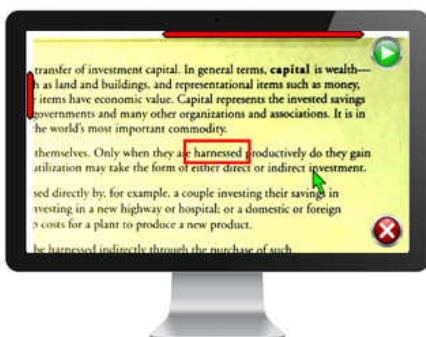 transfer of investment capital. In general terms, capital is wealth—
h as land and buildings, and representational items such as money,
items have economic value. Capital represents the invested savings
governments and many other organizations and associations. It is in
he world's most important commodity.
themselves. Only when they are harnessed productively do they gain
utilization may take the form of either direct or indirect investment.
sed directly by, for example, a couple investing their savings in
nvesting in a new highway or hospital; or a domestic or foreign
p costs for a plant to produce a new product.
be harnessed indirectly through the purchase of such